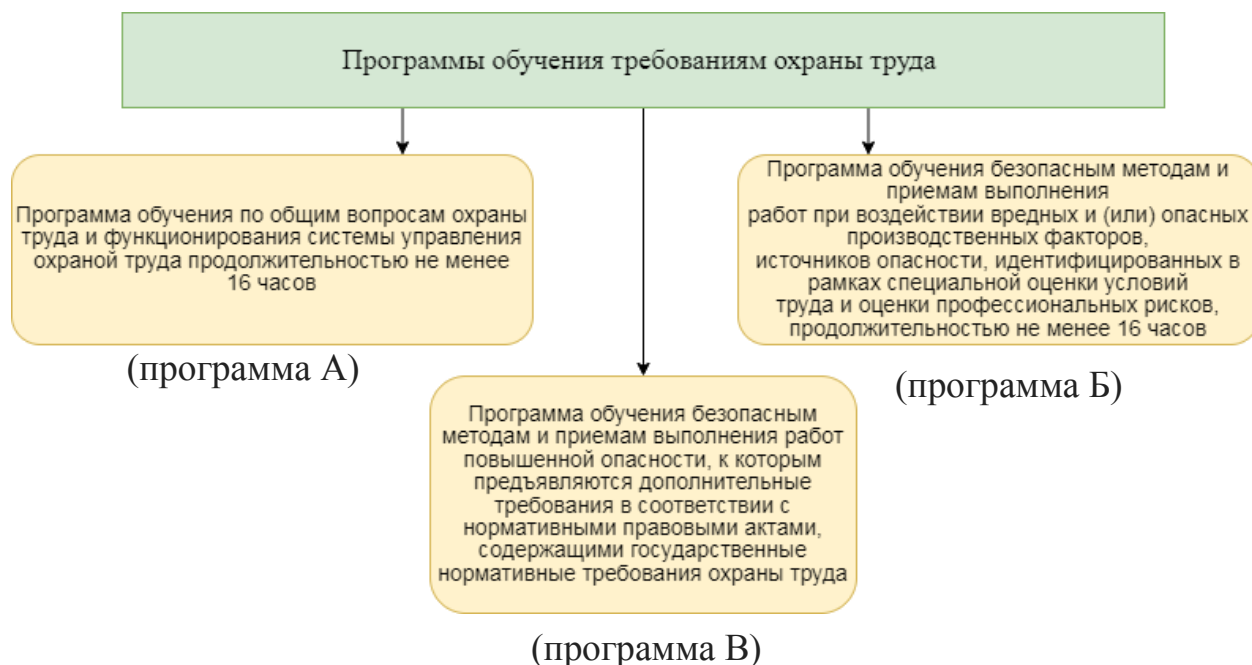 Программы обучения требованиям охраны труда
Программа обучения по общим вопросам охраны
труда и функционирования системы управления
охраной труда продолжительностью не менее
16 часов
(программа А)
Программа обучения безопасным методам и
приемам выполнения
работ при воздействии вредных и (или) опасных
производственных факторов,
источников опасности, идентифицированных в
рамках специальной оценки условий
труда и оценки профессиональных рисков,
продолжительностью не менее 16 часов
(программа Б)
Программа обучения безопасным
методам и приемам выполнения работ
повышенной опасности, к которым
предъявляются дополнительные
требования в соответствии с
нормативными правовыми актами,
содержащими государственные
нормативные требования охраны труда
(программа В)